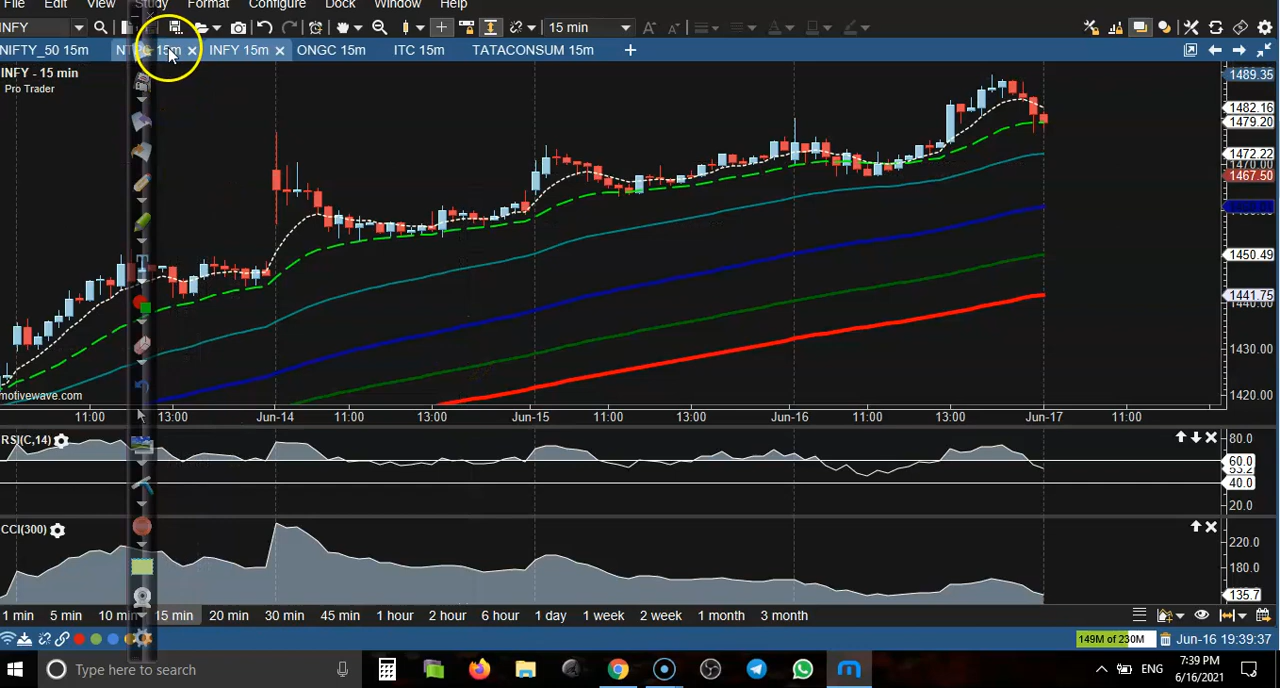 File Edit View Study Format Configure Dock Window Help
INFY 15 min
NIFTY_50 15m NTPC 15m INFY 15m ONGC 15m ITC 15m TATACONSUM 15m
INFY - 15 min
Pro Trader
1489.35
1482.16
1479.20
1472.22
1470.00
1467.50
1450.49
1441.75
1430.00
1420.00
motivewave.com
11:00 13:00 Jun-14 11:00 13:00 Jun-15 11:00 13:00 Jun-16 11:00 13:00 Jun-17 11:00
RSI(C,14)
80.0
60.0
53.2
40.0
20.0
CCI(300)
220.0
180.0
135.7
1 min 5 min 10 min 15 min 20 min 30 min 45 min 1 hour 2 hour 6 hour 1 day 1 week 2 week 1 month 3 month
149M of 230M Jun-16 19:39:37
Type here to search
ENG
7:39 PM
6/16/2021